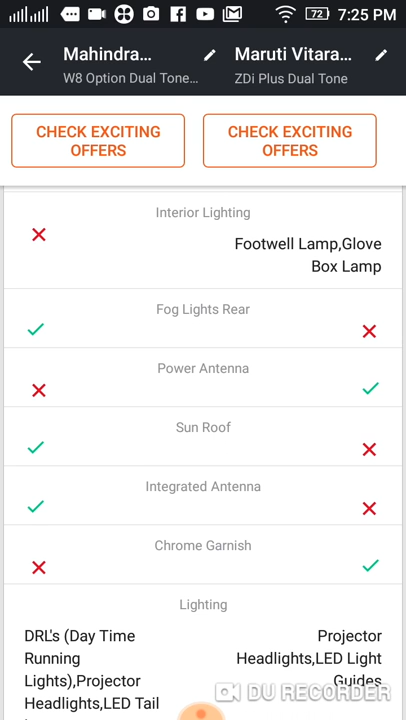 72 7:25 PM
Mahindra... Maruti Vitara...
W8 Option Dual Tone... ZDi Plus Dual Tone
CHECK EXCITING
OFFERS
CHECK EXCITING
OFFERS
Interior Lighting
Footwell Lamp,Glove
Box Lamp
Fog Lights Rear
Power Antenna
Sun Roof
Integrated Antenna
Chrome Garnish
Lighting
DRL's (Day Time
Running
Lights),Projector
Headlights,LED Tail
Projector
Headlights,LED Light
Guides
DU RECORDER